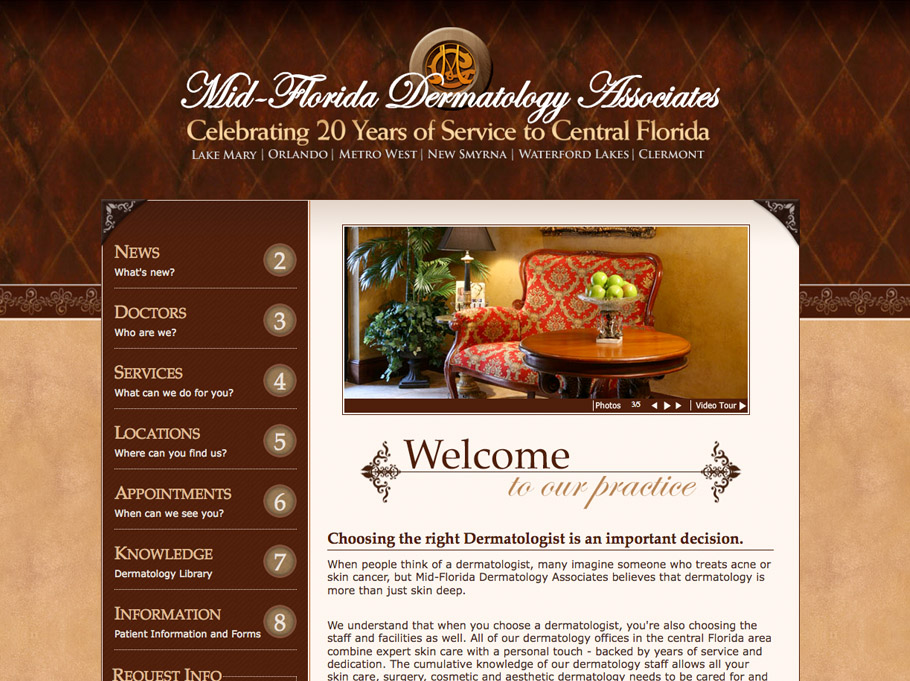 Mid-Florida Dermatology Associates
Celebrating 20 Years of Service to Central Florida
Lake Mary | Orlando | Metro West | New Smyrna | Waterford Lakes | Clermont
News
What's new?
2
Doctors
Who are we?
3
Services
What can we do for you?
4
Locations
Where can you find us?
5
Appointments
When can we see you?
6
Knowledge
Dermatology Library
7
Information
Patient Information and Forms
8
Request Info
Photos 3/5 Video Tour
Welcome
to our practice
Choosing the right Dermatologist is an important decision.
When people think of a dermatologist, many imagine someone who treats acne or
skin cancer, but Mid-Florida Dermatology Associates believes that dermatology is
more than just skin deep.
We understand that when you choose a dermatologist, you're also choosing the
staff and facilities as well. All of our dermatology offices in the central Florida area
combine expert skin care with a personal touch - backed by years of service and
dedication. The cumulative knowledge of our dermatology staff allows all your
skin care, surgery, cosmetic and aesthetic dermatology needs to be cared for and